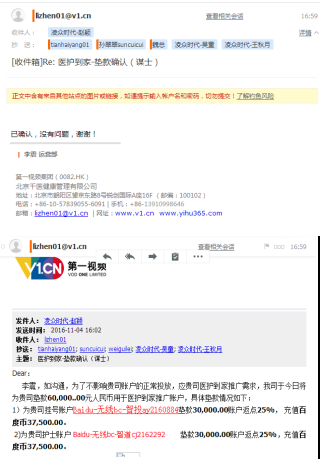 lizhen01@v1.cn
查看相关会话
16:59
收件人： 凌众时代-赵颖
详情
抄 送： tianhaiyang01 孙翠翠suncuicui 魏忠 凌众时代-吴童 凌众时代-王秋月
[收件箱]Re: 医护到家-垫款确认（谋士）
正文中含有来自其他站点的图片或链接，如遇提示输入帐户名和密码，切勿提交！了解钓鱼风险
已确认，没有问题，谢谢！
李震 运营部
第一视频集团（0082.HK）
北京千医健康管理有限公司
地址：北京市朝阳区望京东路8号锐创国际A座16F（邮编：100102）
电话：+86-10-57839055-6091 | 手机：+86-13910998646
邮箱：lizhen01@v1.cn | 网址：www.v1.cn www.yihu365.com
lizhen01@v1.cn
查看相关会话
16:59
V1.CN 第一视频
VODONE LIMITED
发件人： 凌众时代-赵颖
发送时间： 2016-11-04 16:02
收件人： lizhen01
抄送： tianhaiyang01; suncuicui; weiguilei; 凌众时代-吴童; 凌众时代-王秋月
主题： 医护到家-垫款确认（谋士）
Dear:
李震，如沟通，为了不影响贵司账户的正常投放，应贵司医护到家推广需求，我司于今日将
为贵司垫款60,000..00元人民币用于医护到家推广账户，具体垫款情况如下：
1）为贵司挂号账户Baidu-无线bc-智投ay2160884垫款30,000.00账户返点25%，充值百
度币37,500.00。
2)为贵司护士账户 Baidu-无线bc-智道cj2162292 垫款30,000.00账户返点25%，充值百
度币37,500.00。